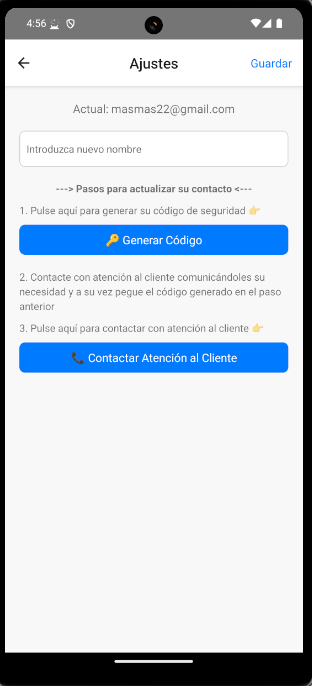 4:56
Ajustes
Guardar
Actual: masmas22@gmail.com
Introduzca nuevo nombre
---> Pasos para actualizar su contacto <---
1. Pulse aquí para generar su código de seguridad 👉
🔑 Generar Código
2. Contacte con atención al cliente comunicándoles su
necesidad y a su vez pegue el código generado en el paso
anterior
3. Pulse aquí para contactar con atención al cliente 👉
📞 Contactar Atención al Cliente